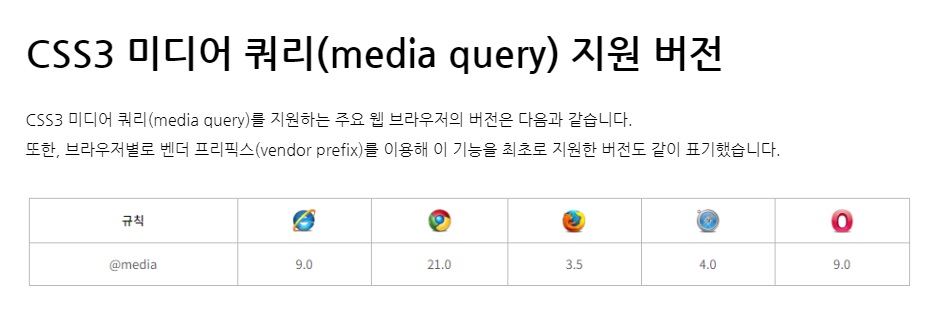 CSS3 미디어 쿼리(media query) 지원 버전
CSS3 미디어 쿼리(media query)를 지원하는 주요 웹 브라우저의 버전은 다음과 같습니다.
또한, 브라우저별로 벤더 프리픽스(vendor prefix)를 이용해 이 기능을 최초로 지원한 버전도 같이 표기했습니다.
규칙
@media 9.0 21.0 3.5 4.0 9.0